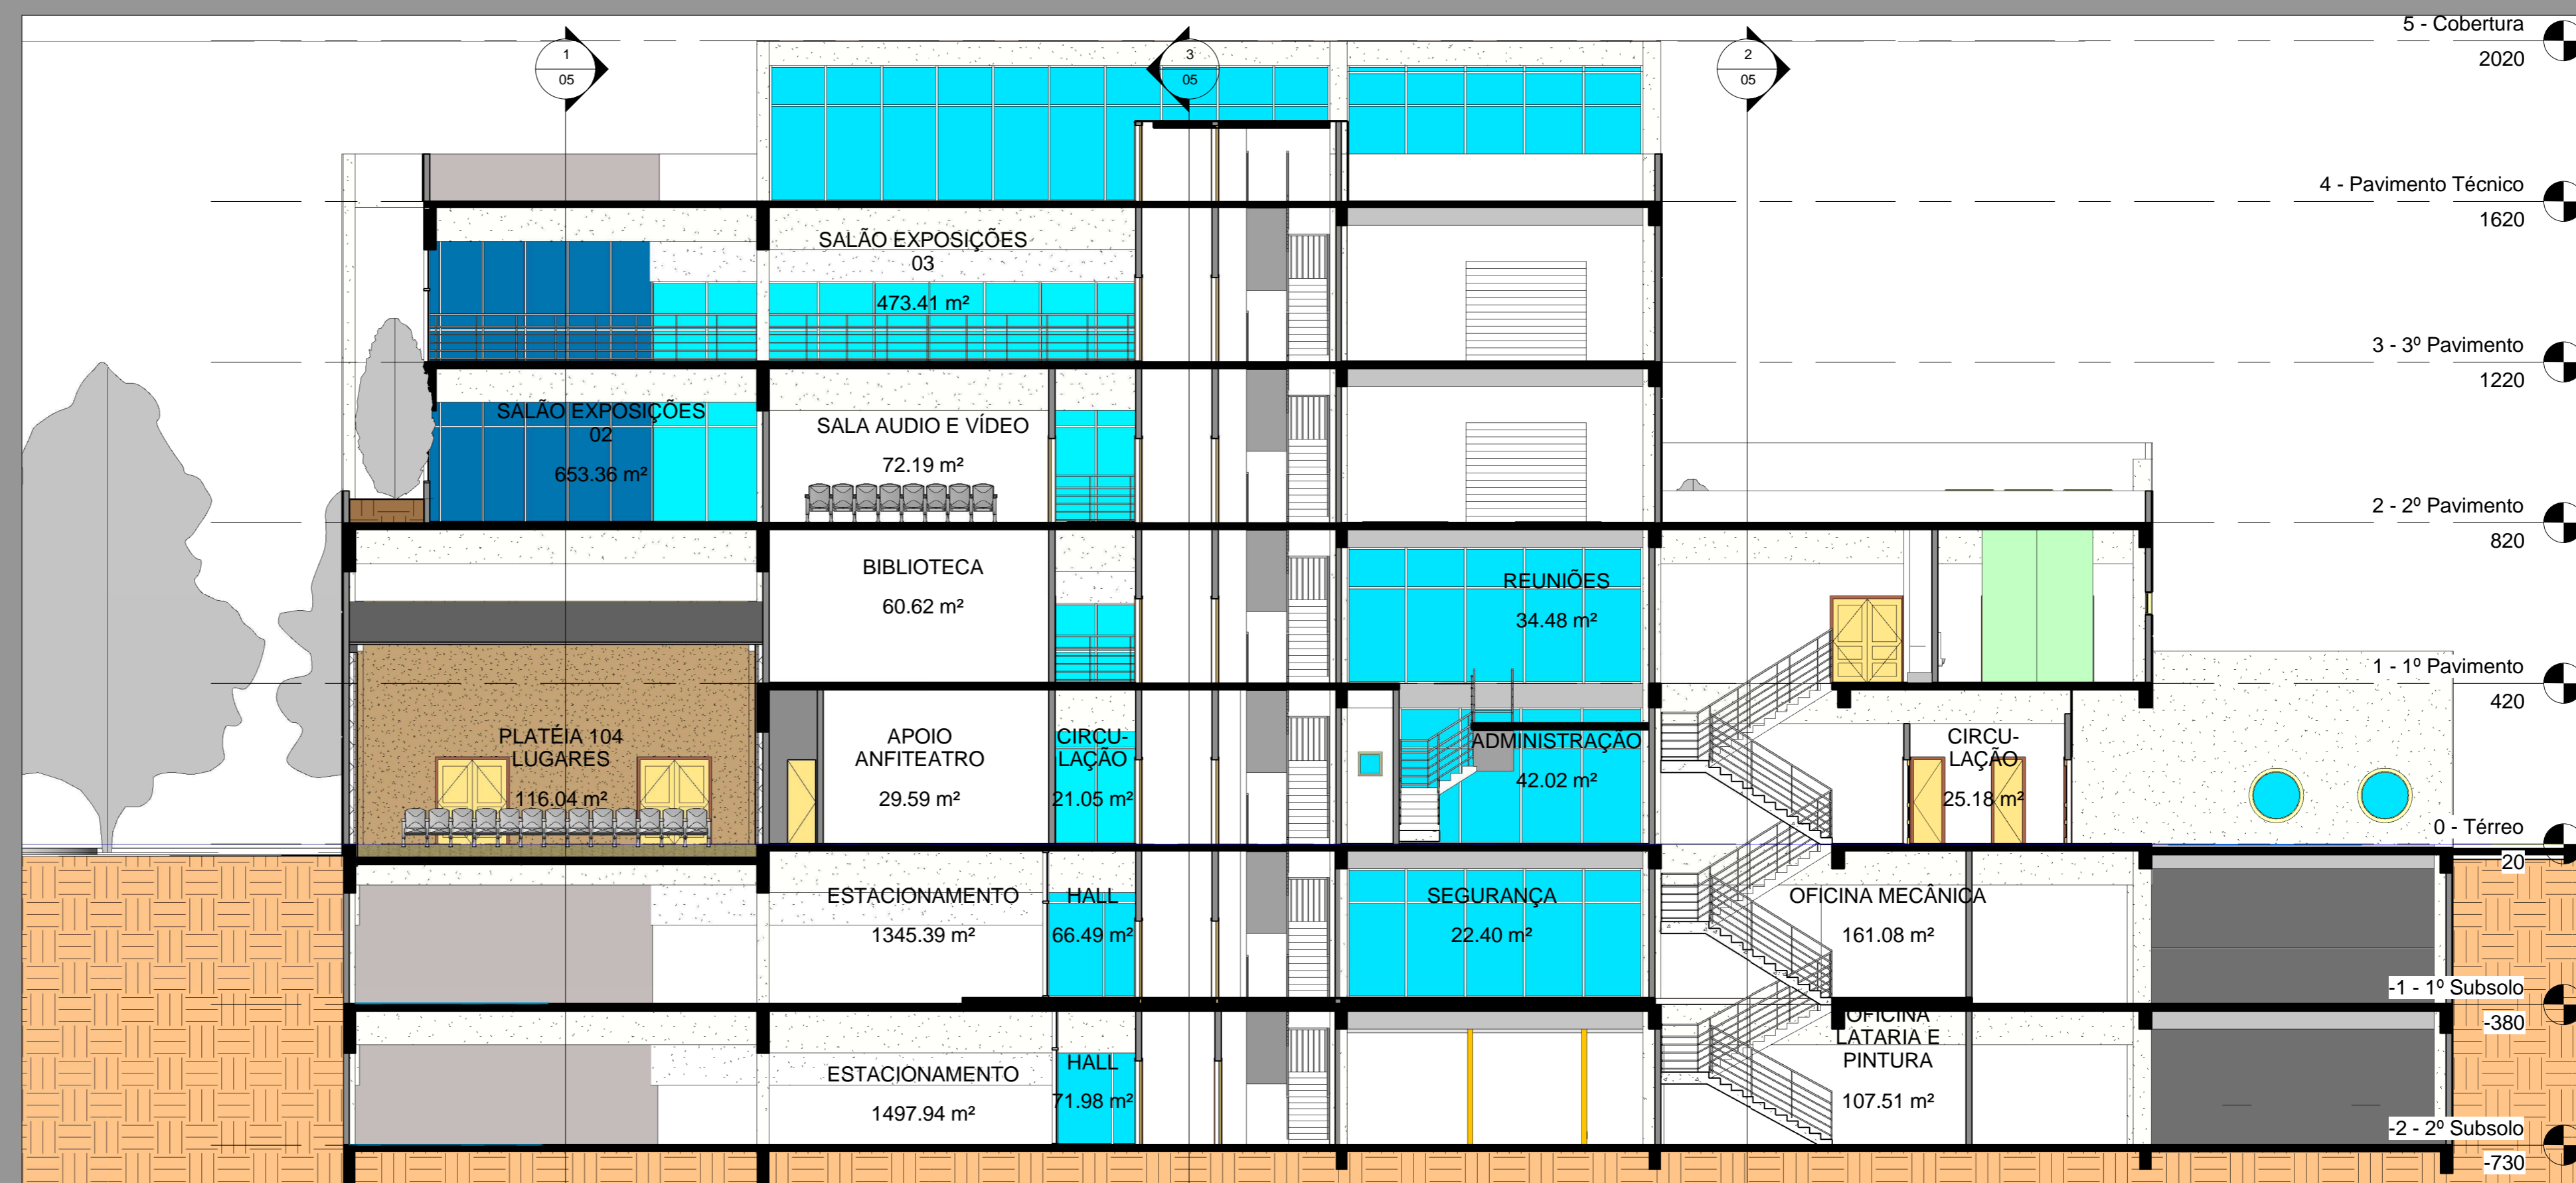 5 - Cobertura
2020
1
05
3
05
2
05
4 - Pavimento Técnico
1620
SALÃO EXPOSIÇÕES
03
473.41 m²
3 - 3º Pavimento
1220
SALÃO EXPOSIÇÕES
02
653.36 m²
SALA AUDIO E VÍDEO
72.19 m²
2 - 2º Pavimento
820
BIBLIOTECA
60.62 m²
REUNIÕES
34.48 m²
1 - 1º Pavimento
420
PLATÉIA 104
LUGARES
116.04 m²
APOIO
ANFITEATRO
29.59 m²
CIRCU-
LAÇÃO
21.05 m²
ADMINISTRAÇÃO
42.02 m²
CIRCU-
LAÇÃO
25.18 m²
0 - Térreo
20
ESTACIONAMENTO
1345.39 m²
HALL
66.49 m²
SEGURANÇA
22.40 m²
OFICINA MECÂNICA
161.08 m²
-1 - 1º Subsolo
-380
ESTACIONAMENTO
1497.94 m²
HALL
71.98 m²
OFICINA
LATARIA E
PINTURA
107.51 m²
-2 - 2º Subsolo
-730